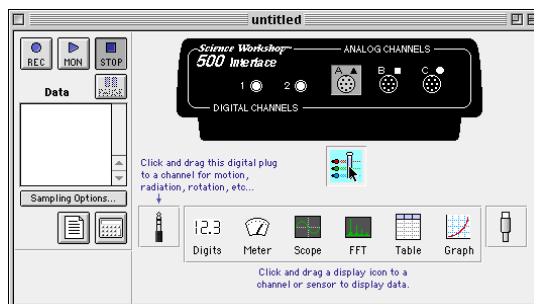 untitled
REC MON STOP
PAUSE
Data
Sampling Options...
Science Workshop
500 Interface
ANALOG CHANNELS
A B C
1 2
DIGITAL CHANNELS
Click and drag this digital plug
to a channel for motion,
radiation, rotation, etc...
12.3
Digits Meter Scope FFT Table Graph
Click and drag a display icon to a
channel or sensor to display data.